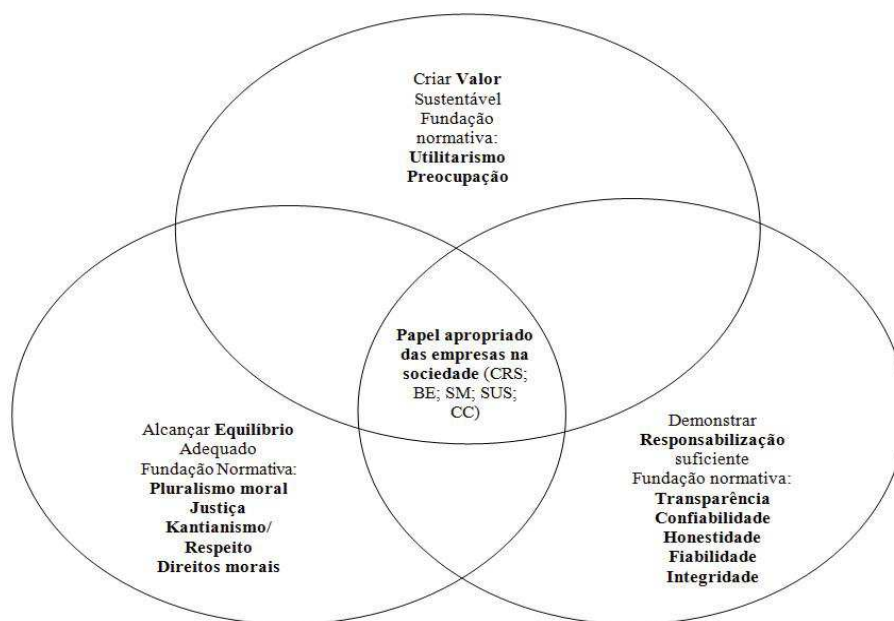 Criar Valor
Sustentável
Fundação
normativa:
Utilitarismo
Preocupação
Papel apropriado
das empresas na
sociedade (CRS;
BE; SM; SUS;
CC)
Alcançar Equilíbrio
Adequado
Fundação Normativa:
Pluralismo moral
Justiça
Kantianismo/
Respeito
Direitos morais
Demonstrar
Responsabilização
suficiente
Fundação normativa:
Transparência
Confiabilidade
Honestidade
Fiabilidade
Integridade